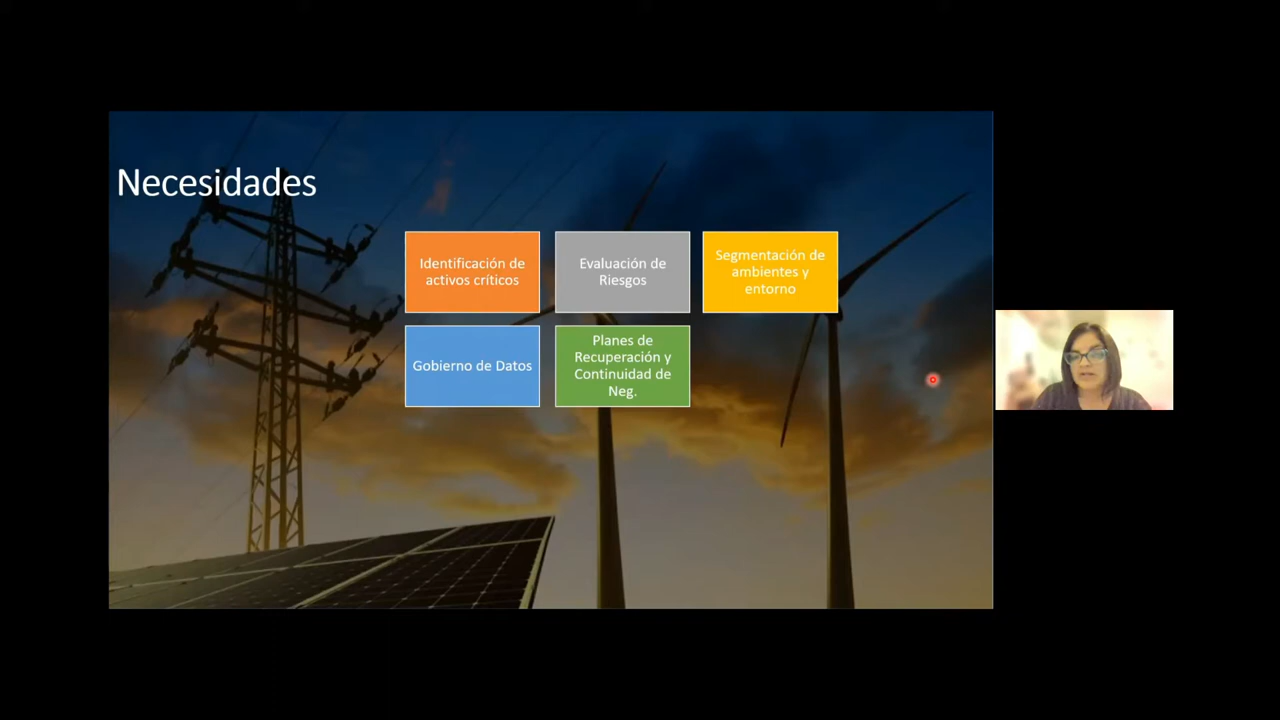 Necesidades
Identificación de
activos críticos
Evaluación de
Riesgos
Segmentación de
ambientes y
entorno
Gobierno de Datos
Planes de
Recuperación y
Continuidad de
Neg.